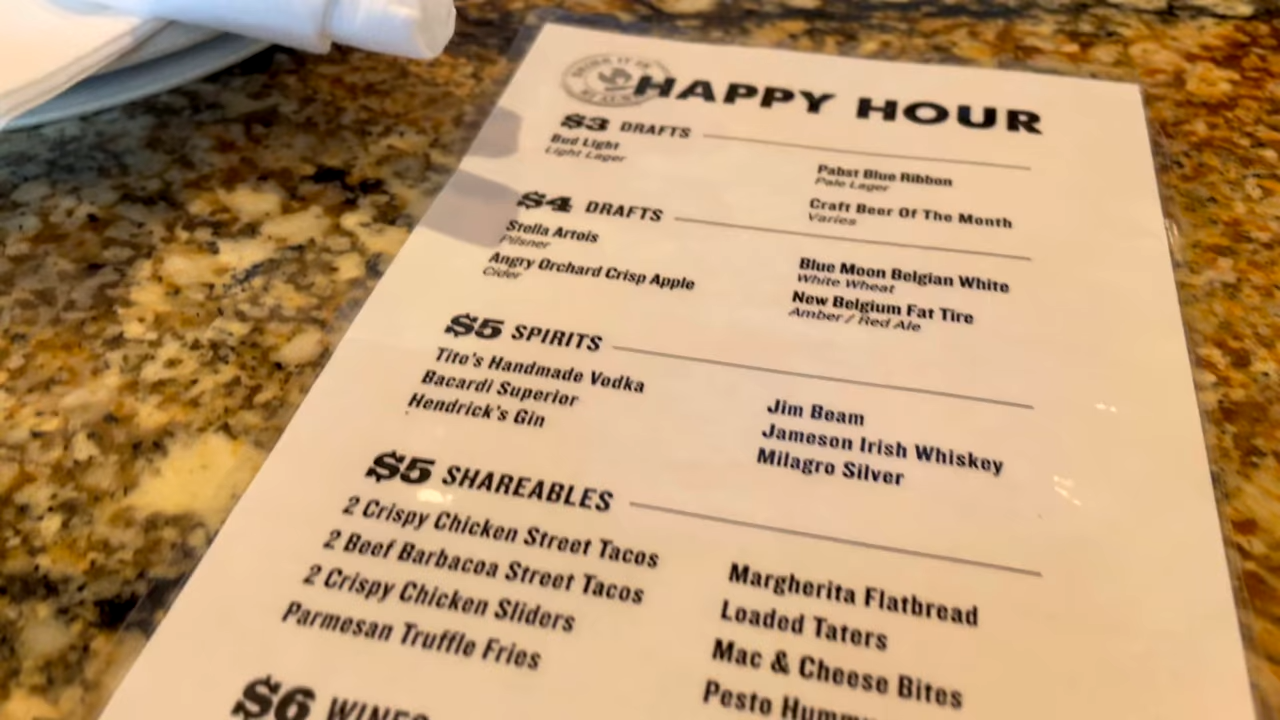 HAPPY HOUR
$3 DRAFTS
Bud Light
Light Lager
Pabst Blue Ribbon
Pale Lager
Craft Beer Of The Month
Varies
$4 DRAFTS
Stella Artois
Pilsner
Angry Orchard Crisp Apple
Cider
Blue Moon Belgian White
White Wheat
New Belgium Fat Tire
Amber / Red Ale
$5 SPIRITS
Tito's Handmade Vodka
Bacardi Superior
Hendrick's Gin
Jim Beam
Jameson Irish Whiskey
Milagro Silver
$5 SHAREABLES
2 Crispy Chicken Street Tacos
2 Beef Barbacoa Street Tacos
2 Crispy Chicken Sliders
Parmesan Truffle Fries
Margherita Flatbread
Loaded Taters
Mac & Cheese Bites
Pesto
$6 WINES